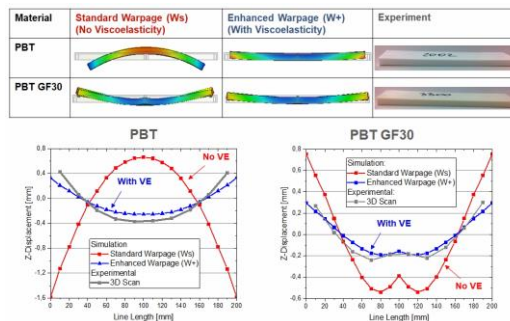 Material
Standard Warpage (Ws)
(No Viscoelasticity)
Enhanced Warpage (W+)
(With Viscoelasticity)
Experiment
PBT
PBT GF30
PBT
0,8
0,4
0,0
-0,4
-0,8
-1,2
-1,6
Z-Displacement [mm]
With VE
No VE
Simulation
Standard Warpage (Ws)
Enhanced Warpage (W+)
Experimental
3D Scan
0 20 40 60 80 100 120 140 160 180 200
Line Length [mm]
PBT GF30
0,8
0,6
0,4
0,2
0,0
-0,2
-0,4
-0,6
Z-Displacement [mm]
Simulation:
Standard Warpage (Ws)
Enhanced Warpage (W+)
Experimental:
3D Scan
With VE
No VE
0 20 40 60 80 100 120 140 160 180 200
Line Length [mm]